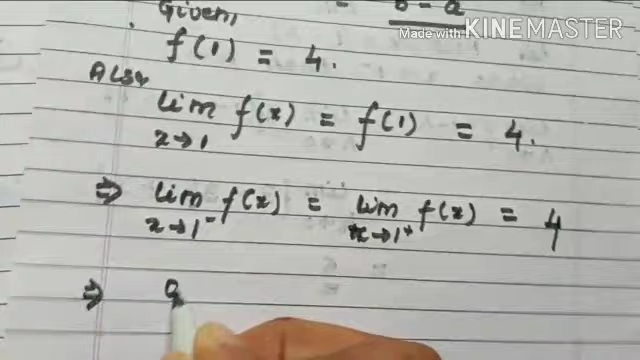 b - a
Made with KINEMASTER
Given,
f(1) = 4.
Also
lim f(x) = f(1) = 4.
x→1
⇒ lim f(x) = lim f(x) = 4
x→1⁻ x→1⁺
⇒ a